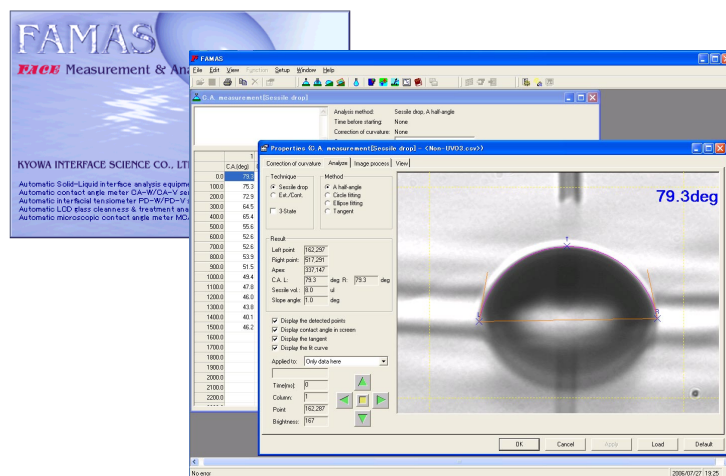 FAMAS
FACE Measurement & An
KYOWA INTERFACE SCIENCE CO., LT
Automatic Solid-Liquid interface analysis equipme
Automatic contact angle meter CA-W/CA-V se
Automatic interfacial tensiometer PD-W/PD-V s
Automatic LCD glass cleanness & treatment ana
Automatic microscopic contact angle meter MC
FAMAS
File Edit View Function Setup Window Help
C.A. measurement[Sessile drop]
Analysis method: Sessile drop, A half-angle
Time before starting: None
Correction of curvature: None
Properties (C.A. measurement[Sessile drop] - <Non-UVO3.csv>)
Correction of curvature Analyze Image process View
1
C.A.(deg)
0.0 79.3
100.0 75.3
200.0 72.9
300.0 64.5
400.0 65.4
500.0 55.6
600.0 52.6
700.0 52.6
800.0 53.9
900.0 51.5
1000.0 49.4
1100.0 47.8
1200.0 46.0
1300.0 43.8
1400.0 40.1
1500.0 46.2
1600.0
1700.0
1800.0
1900.0
2000.0
2100.0
2200.0
Technique
Sessile drop
Ext./Cont.
3-State
Method
A half-angle
Circle fitting
Ellipse fitting
Tangent
Result
Left point 162,297
Right point: 517,291
Apex 337,147
C.A. L: 79.3 deg R: 79.3 deg
Sessile vol.: 8.0 ul
Slope angle: 1.0 deg
Display the detected points
Display contact angle in screen
Display the tangent
Display the fit curve
Applied to: Only data here
Time(ms): 0
Column: 1
Point 162,287
Brightness: 167
79.3deg
T
L
R
OK Cancel Apply Load Default
No error
2006/07/27 19:25